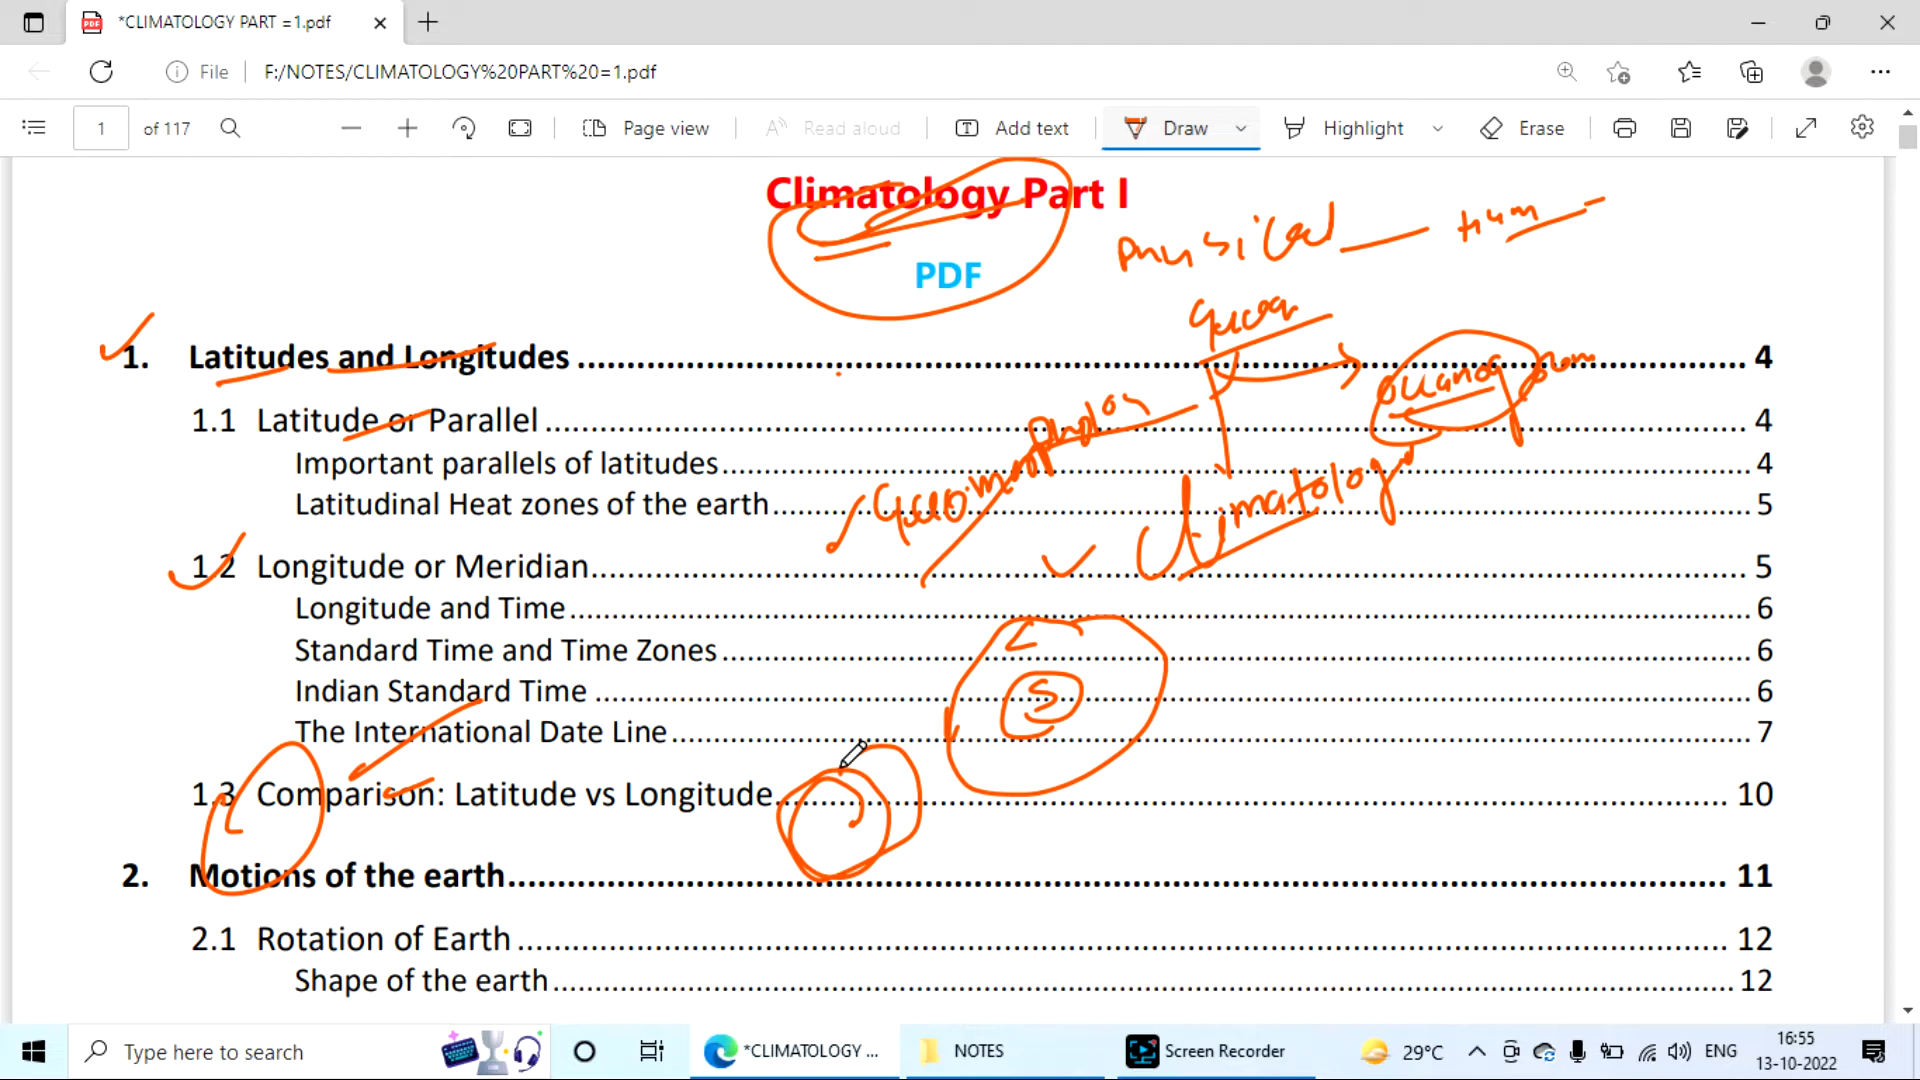 *CLIMATOLOGY PART =1.pdf
File F:/NOTES/CLIMATOLOGY%20PART%20=1.pdf
1 of 117 Page view Read aloud Add text Draw Highlight Erase
Climatology Part I
Physical
PDF
1. Latitudes and Longitudes 4
1.1 Latitude or Parallel 4
Important parallels of latitudes 4
Latitudinal Heat zones of the earth 5
Climatology
1.2 Longitude or Meridian 5
Longitude and Time 6
Standard Time and Time Zones 6
Indian Standard Time 6
S
The International Date Line 7
1.3 Comparison: Latitude vs Longitude 10
2. Motions of the earth 11
2.1 Rotation of Earth 12
Shape of the earth 12
Type here to search *CLIMATOLOGY ... NOTES Screen Recorder 29°C ENG 16:55
13-10-2022